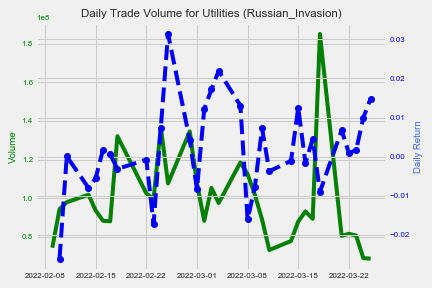 Daily Trade Volume for Utilities (Russian_Invasion)
1e8
1.8
1.6
1.4
1.2
1.0
0.8
Volume
0.03
0.02
0.01
0.00
−0.01
−0.02
Daily Return
2022-02-08 2022-02-15 2022-02-22 2022-03-01 2022-03-08 2022-03-15 2022-03-22